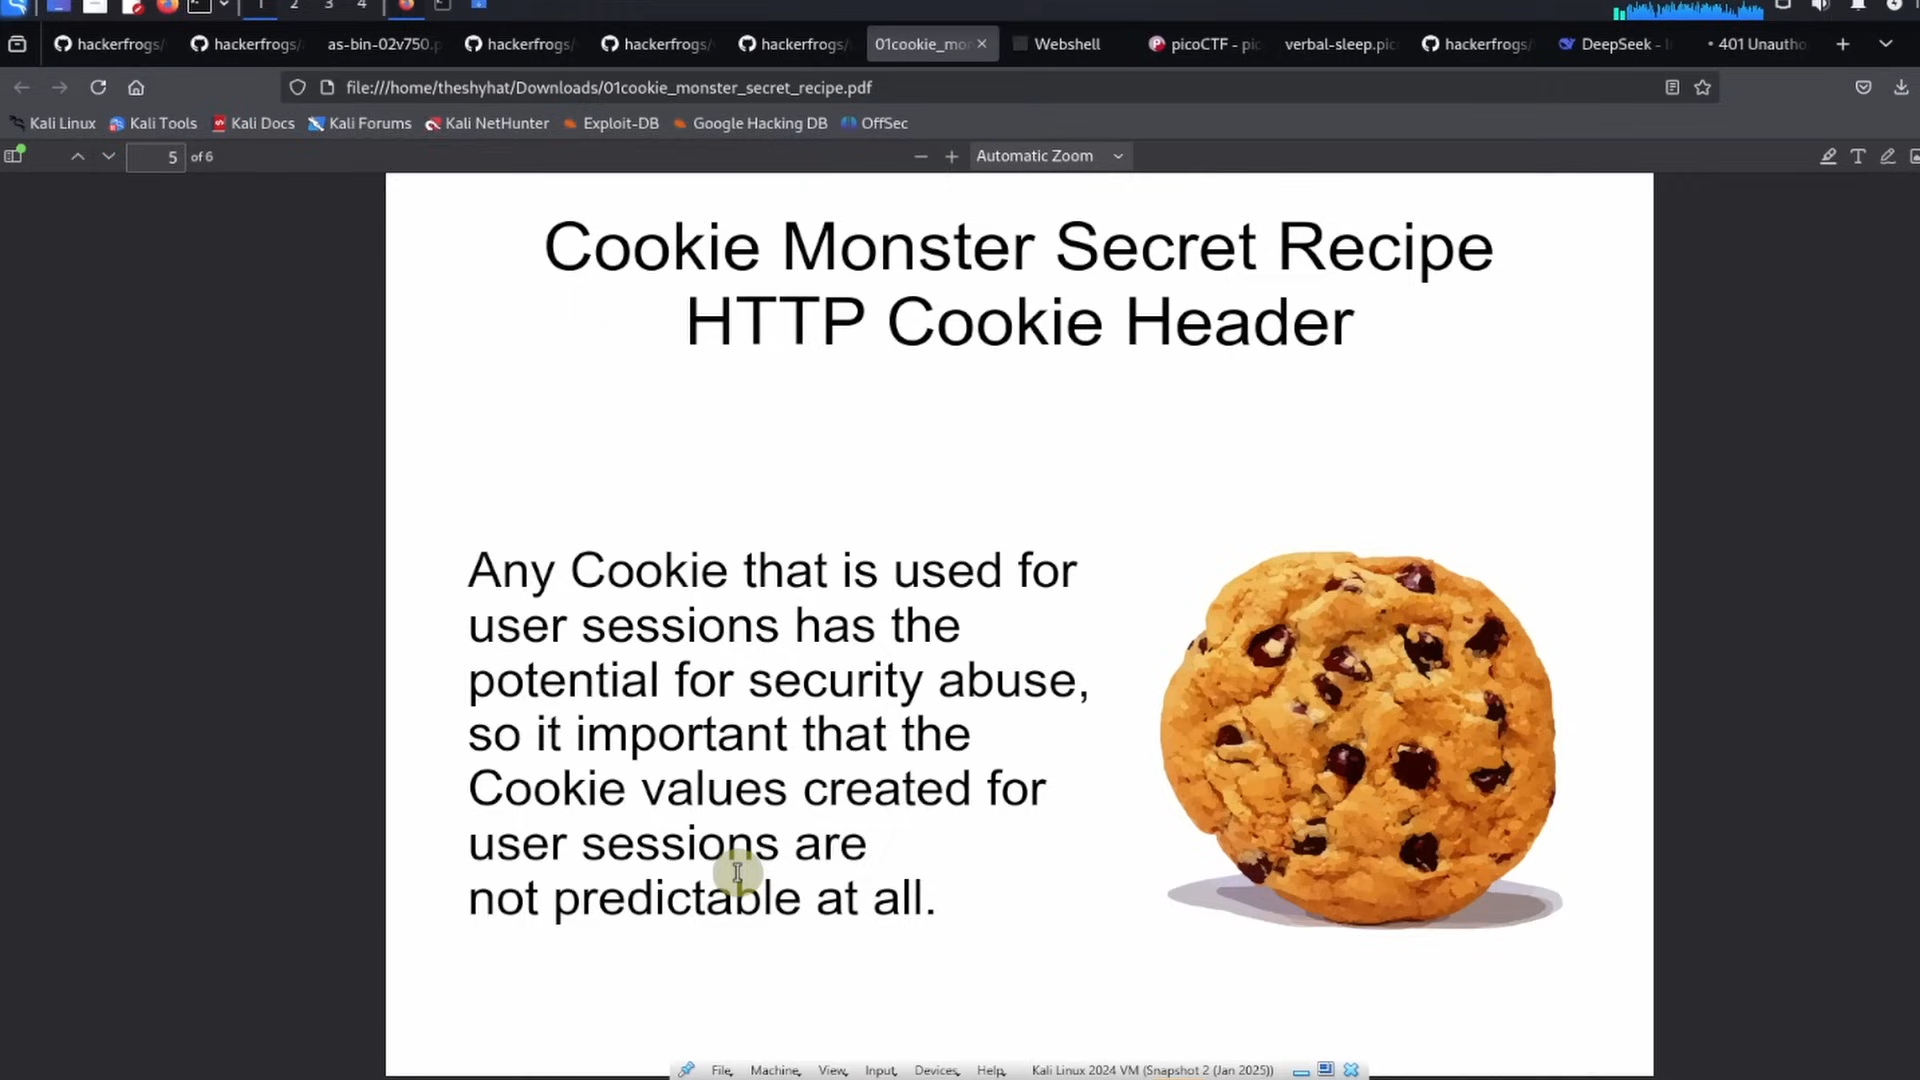 1 2 3 4
hackerfrogs/
hackerfrogs/
as-bin-02v750.p
hackerfrogs/
hackerfrogs/
hackerfrogs/
01cookie_mon
Webshell
picoCTF - pic
verbal-sleep.pic
hackerfrogs/
DeepSeek - I
401 Unautho
file:///home/theshyhat/Downloads/01cookie_monster_secret_recipe.pdf
Kali Linux
Kali Tools
Kali Docs
Kali Forums
Kali NetHunter
Exploit-DB
Google Hacking DB
OffSec
5 of 6
Automatic Zoom
Cookie Monster Secret Recipe
HTTP Cookie Header
Any Cookie that is used for
user sessions has the
potential for security abuse,
so it important that the
Cookie values created for
user sessions are
not predictable at all.
File Machine View Input Devices Help Kali Linux 2024 VM (Snapshot 2 (Jan 2025))